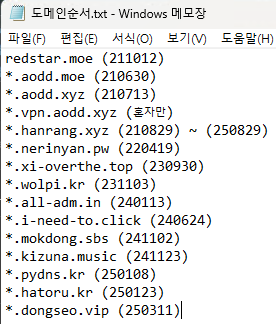 도메인순서.txt - Windows 메모장
파일(F) 편집(E) 서식(O) 보기(V) 도움말(H)
redstar.moe (211012)
*.aodd.moe (210630)
*.aodd.xyz (210713)
*.vpn.aodd.xyz (혼자만)
*.hanrang.xyz (210829) ~ (250829)
*.nerinyan.pw (220419)
*.xi-overthe.top (230930)
*.wolpi.kr (231103)
*.all-adm.in (240113)
*.i-need-to.click (240624)
*.mokdong.sbs (241102)
*.kizuna.music (241123)
*.pydns.kr (250108)
*.hatoru.kr (250123)
*.dongseo.vip (250311)